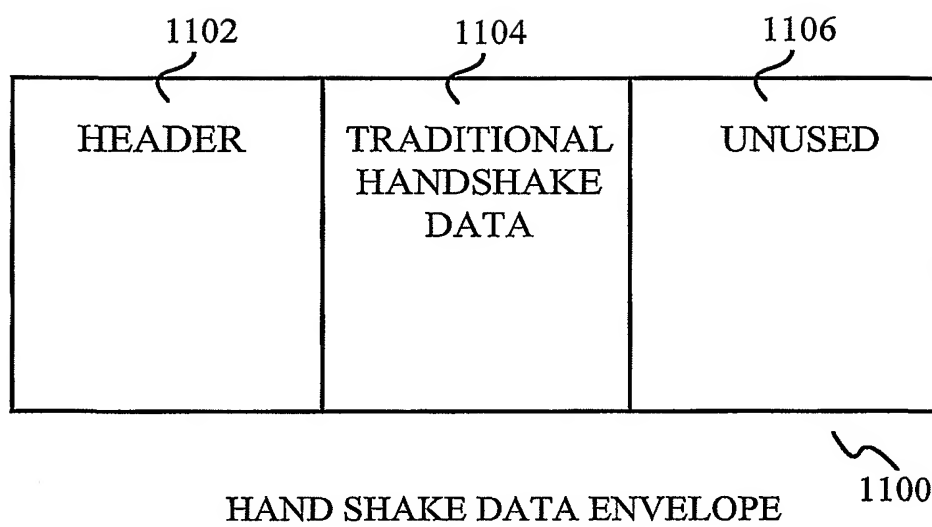 1102 1104 1106
HEADER TRADITIONAL UNUSED
HANDSHAKE
DATA
1100
HAND SHAKE DATA ENVELOPE